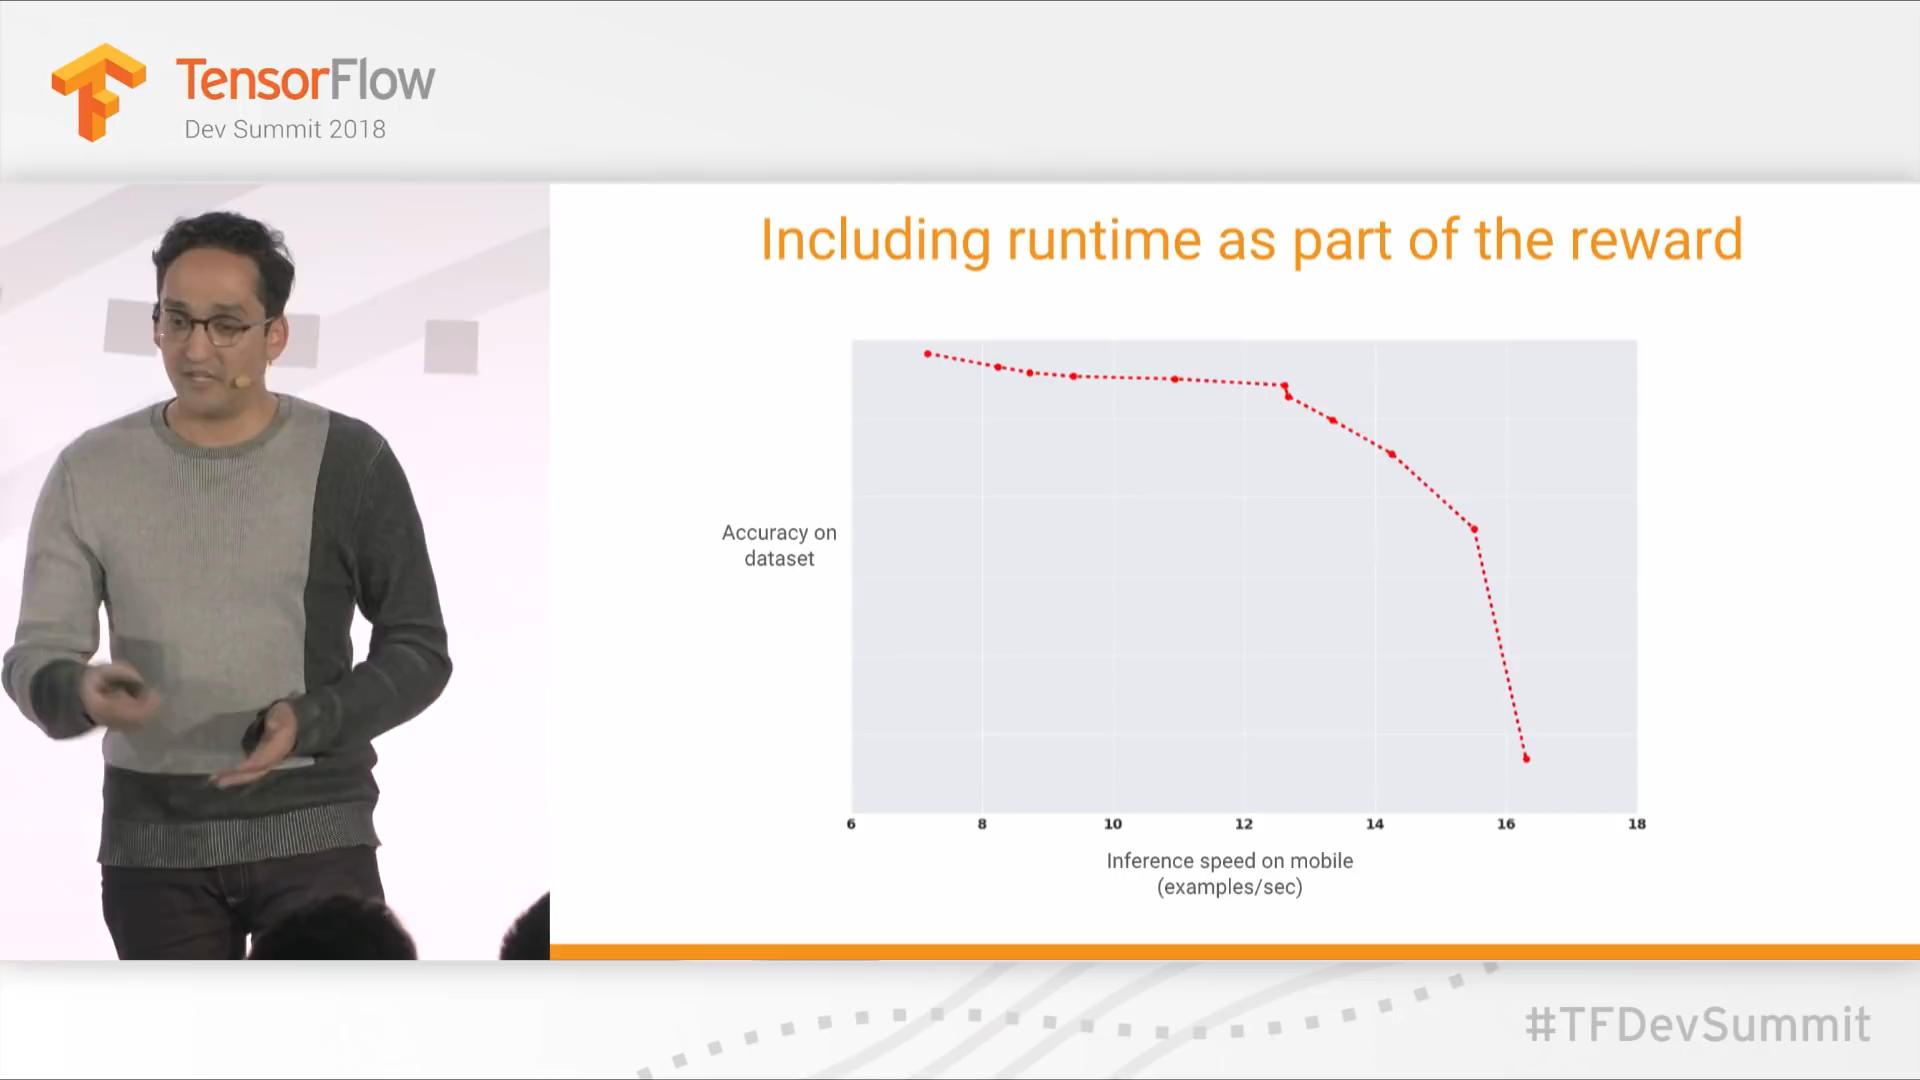 TensorFlow
Dev Summit 2018
Including runtime as part of the reward
Accuracy on
dataset
6 8 10 12 14 16 18
Inference speed on mobile
(examples/sec)
#TFDevSummit